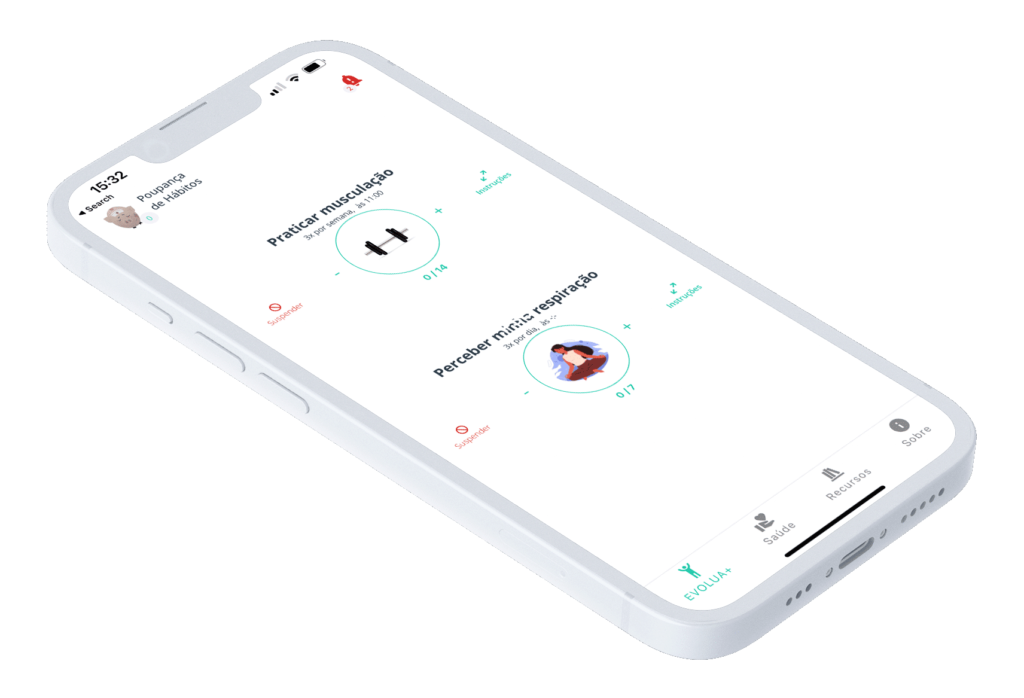 15:32
◀ Search
Poupança
de Hábitos
0
2
Praticar musculação
3x por semana, às 11:00
Instruções
+
-
0 / 14
Suspender
Perceber minha respiração
3x por dia, às
Instruções
+
-
0 / 7
Suspender
EVOLUA+
Saúde
Recursos
Sobre